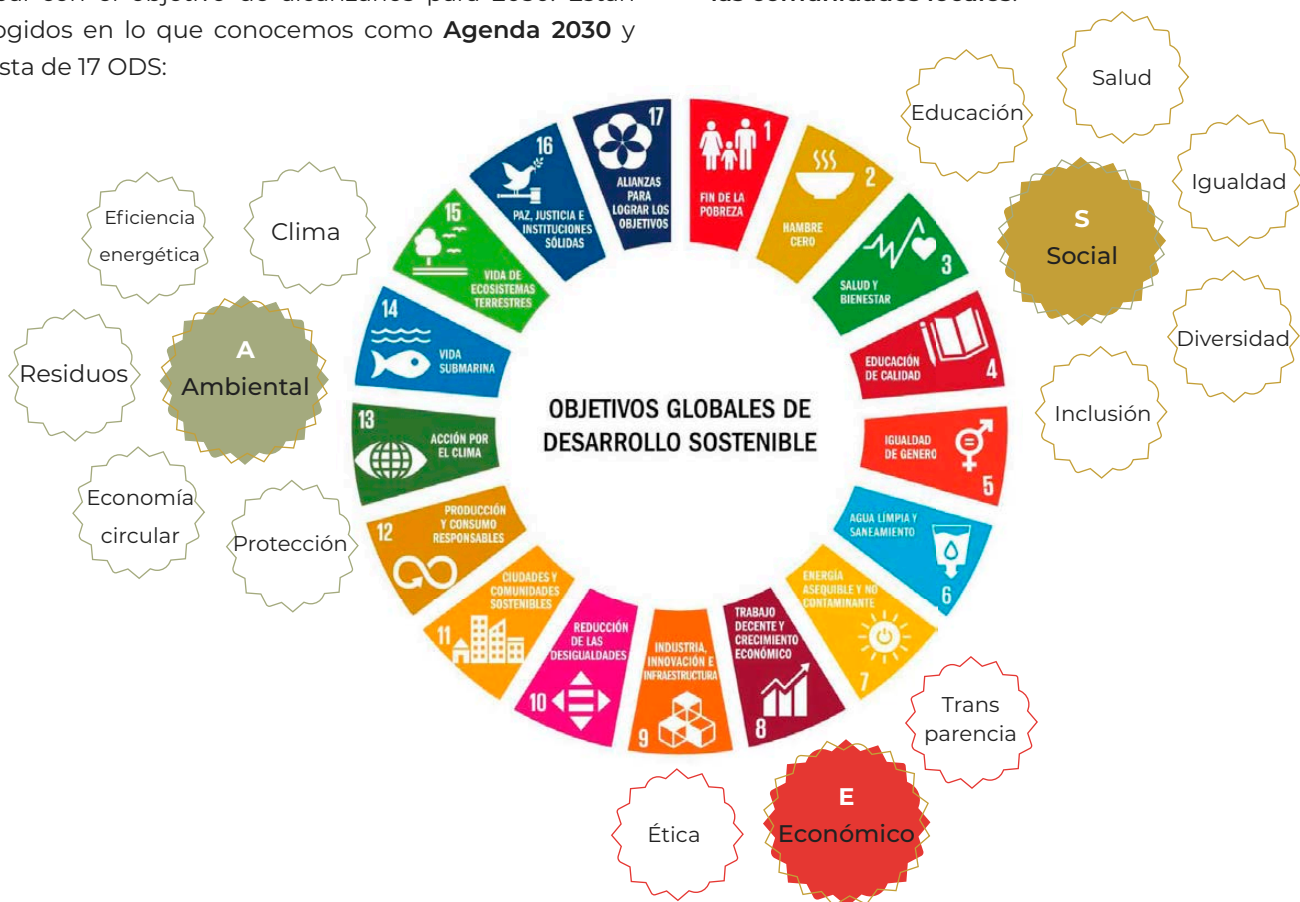 ogidos en lo que conocemos como Agenda 2030 y
sta de 17 ODS:
las comunidades locales.
Eficiencia
energética
Clima
Residuos
A
Ambiental
Economía
circular
Protección
Educación
Salud
Igualdad
S
Social
Diversidad
Inclusión
OBJETIVOS GLOBALES DE
DESARROLLO SOSTENIBLE
1
FIN DE LA
POBREZA
2
HAMBRE
CERO
3
SALUD Y
BIENESTAR
4
EDUCACIÓN
DE CALIDAD
5
IGUALDAD
DE GENERO
6
AGUA LIMPIA Y
SANEAMIENTO
7
ENERGÍA
ASEQUIBLE Y NO
CONTAMINANTE
8
TRABAJO
DECENTE Y
CRECIMIENTO
ECONÓMICO
9
INDUSTRIA,
INNOVACIÓN E
INFRAESTRUCTURA
10
REDUCCIÓN
DE LAS
DESIGUALDADES
11
CIUDADES Y
COMUNIDADES
SOSTENIBLES
12
PRODUCCIÓN
Y CONSUMO
RESPONSABLES
13
ACCIÓN POR
EL CLIMA
14
VIDA
SUBMARINA
15
VIDA DE
ECOSISTEMAS
TERRESTRES
16
PAZ, JUSTICIA E
INSTITUCIONES
SÓLIDAS
17
ALIANZAS
PARA
LOGRAR LOS
OBJETIVOS
Trans
parencia
Ética
E
Económico